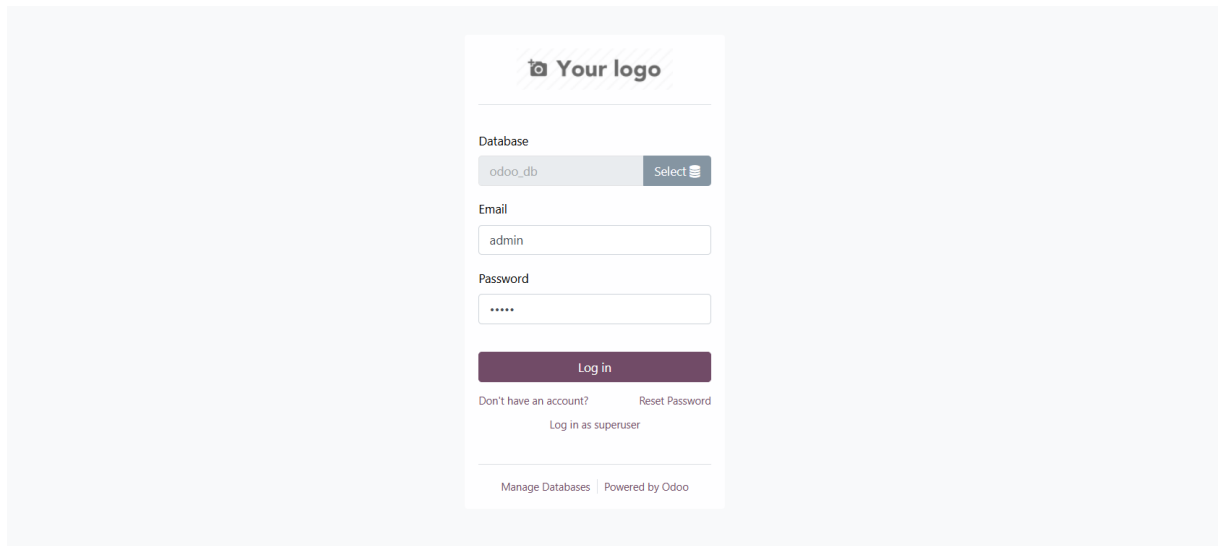 Your logo
Database
odoo_db Select
Email
admin
Password
•••••
Log in
Don't have an account? Reset Password
Log in as superuser
Manage Databases Powered by Odoo